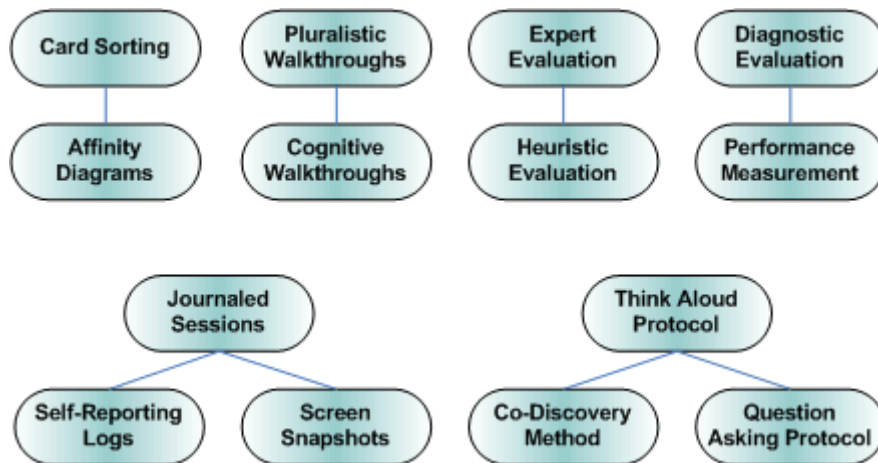 Card Sorting
Pluralistic
Walkthroughs
Expert
Evaluation
Diagnostic
Evaluation
Affinity
Diagrams
Cognitive
Walkthroughs
Heuristic
Evaluation
Performance
Measurement
Journaled
Sessions
Think Aloud
Protocol
Self-Reporting
Logs
Screen
Snapshots
Co-Discovery
Method
Question
Asking Protocol